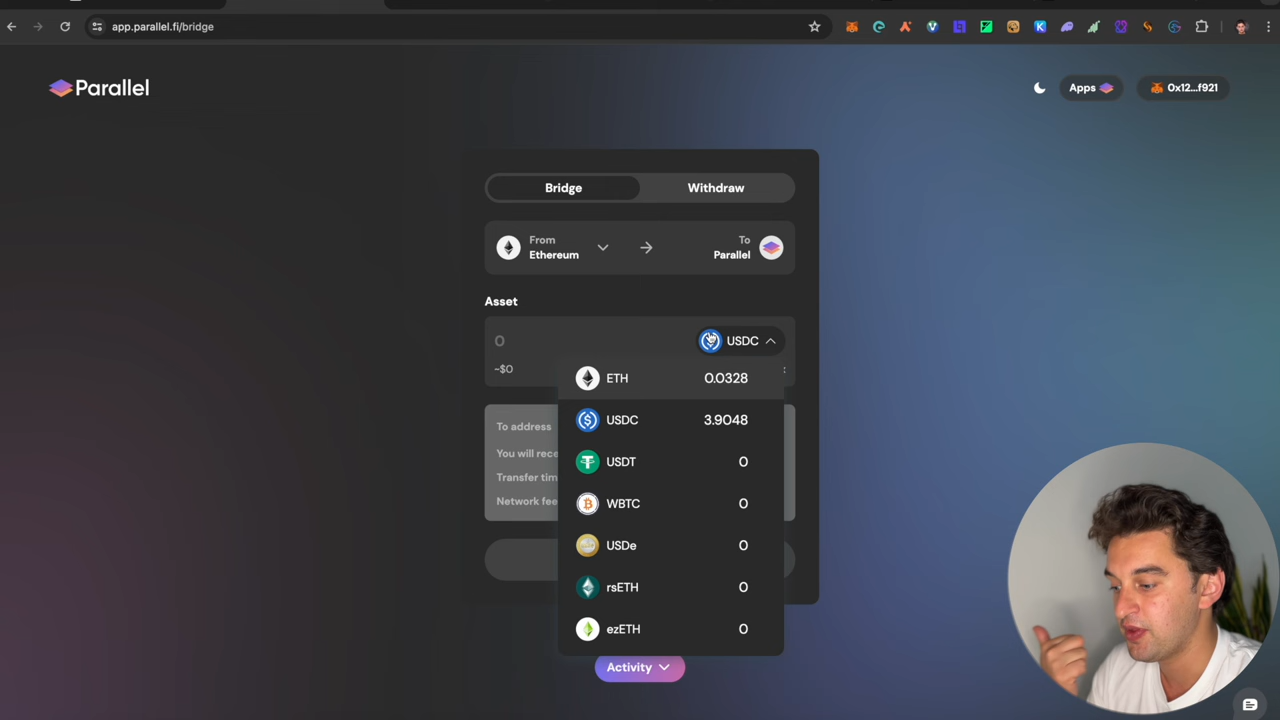 app.parallel.fi/bridge
Parallel
Apps
0x12...f921
Bridge
Withdraw
From
Ethereum
To
Parallel
Asset
0
USDC
~$0
ETH 0.0328
USDC 3.9048
USDT 0
WBTC 0
USDe 0
rsETH 0
ezETH 0
To address
You will rece
Transfer tim
Network fee
Activity